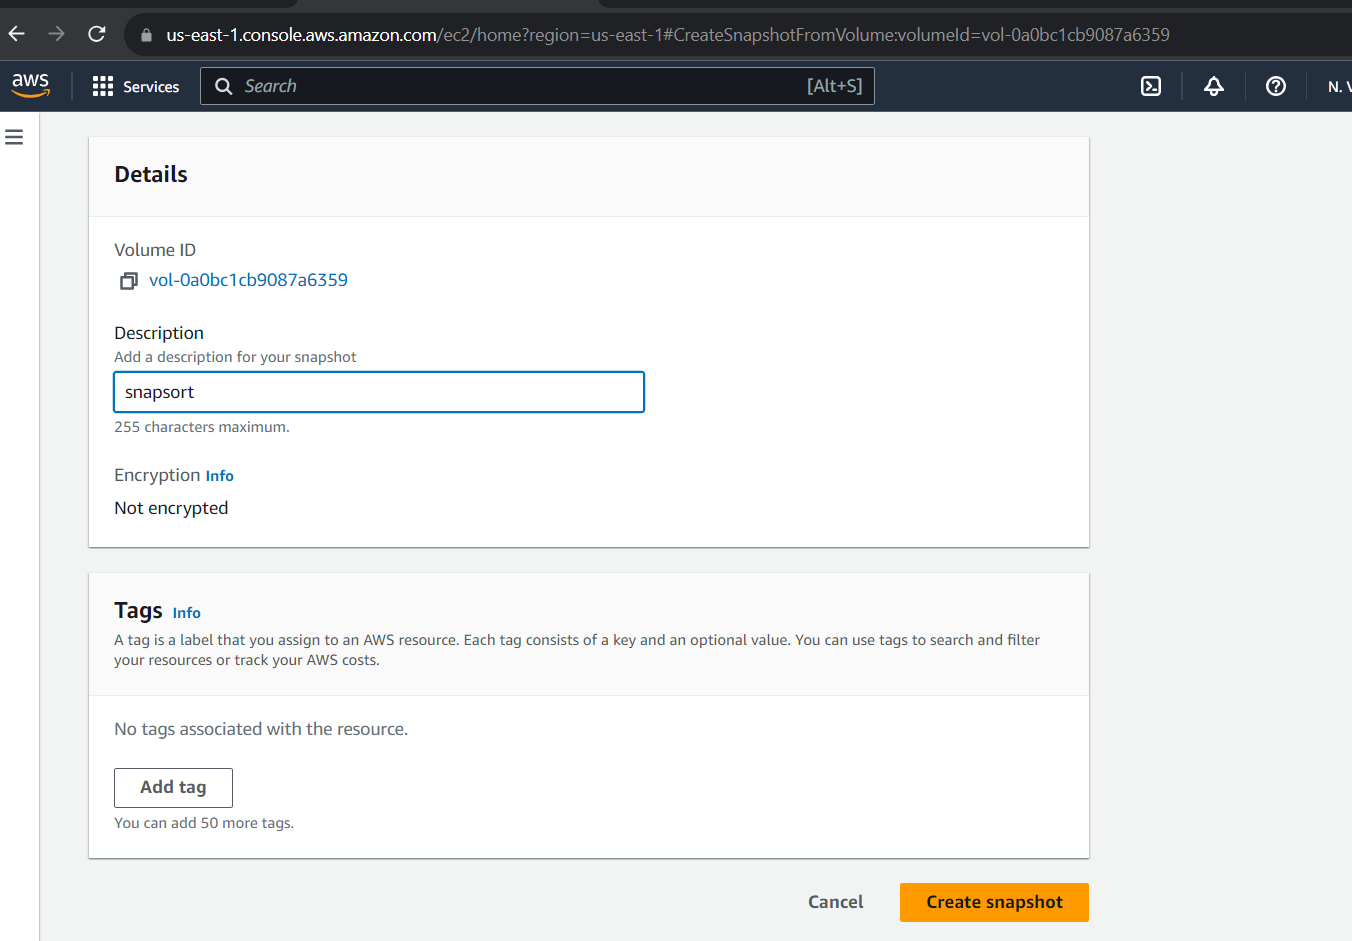 us-east-1.console.aws.amazon.com/ec2/home?region=us-east-1#CreateSnapshotFromVolume:volumeId=vol-0a0bc1cb9087a6359
aws
Services
Search
[Alt+S]
N. V
Details
Volume ID
vol-0a0bc1cb9087a6359
Description
Add a description for your snapshot
snapsort
255 characters maximum.
Encryption Info
Not encrypted
Tags Info
A tag is a label that you assign to an AWS resource. Each tag consists of a key and an optional value. You can use tags to search and filter
your resources or track your AWS costs.
No tags associated with the resource.
Add tag
You can add 50 more tags.
Cancel
Create snapshot